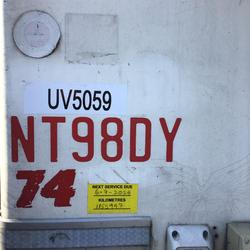 UV5059
NT98DY
74
NEXT SERVICE DUE
KILOMETRES